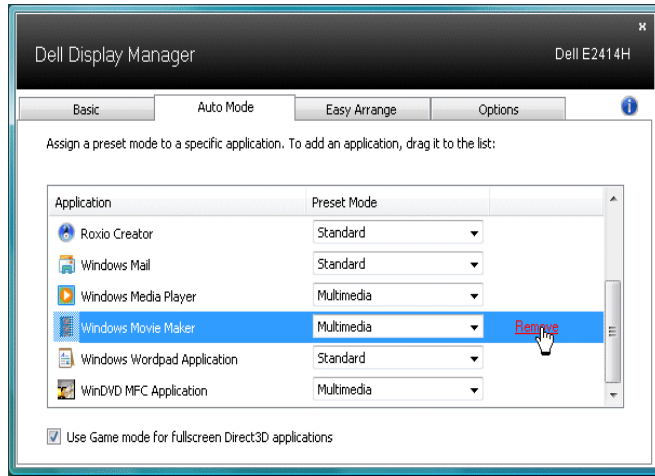 x
Dell Display Manager Dell E2414H
Basic Auto Mode Easy Arrange Options i
Assign a preset mode to a specific application. To add an application, drag it to the list:
Application Preset Mode
Roxio Creator Standard
Windows Mail Standard
Windows Media Player Multimedia
Windows Movie Maker Multimedia Remove
Windows Wordpad Application Standard
WinDVD MFC Application Multimedia
Use Game mode for fullscreen Direct3D applications